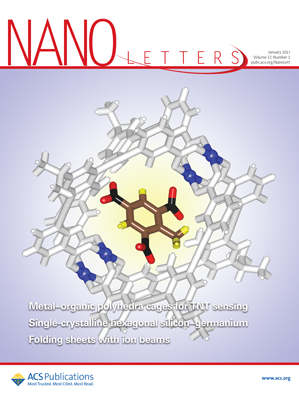 NANO LETTERS
January 2017
Volume 17, Number 1
pubs.acs.org/NanoLett
Metal–organic polyhedra cages for TNT sensing
Single-crystalline hexagonal silicon–germanium
Folding sheets with ion beams
ACS Publications
Most Trusted. Most Cited. Most Read.
www.acs.org